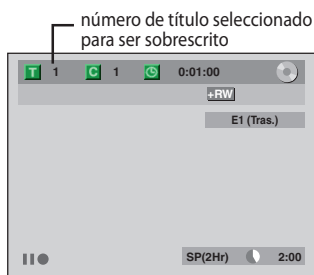 número de título seleccionado
para ser sobrescrito
T 1 C 1 0:01:00
+RW
E1 (Tras.)
SP(2Hr) 2:00